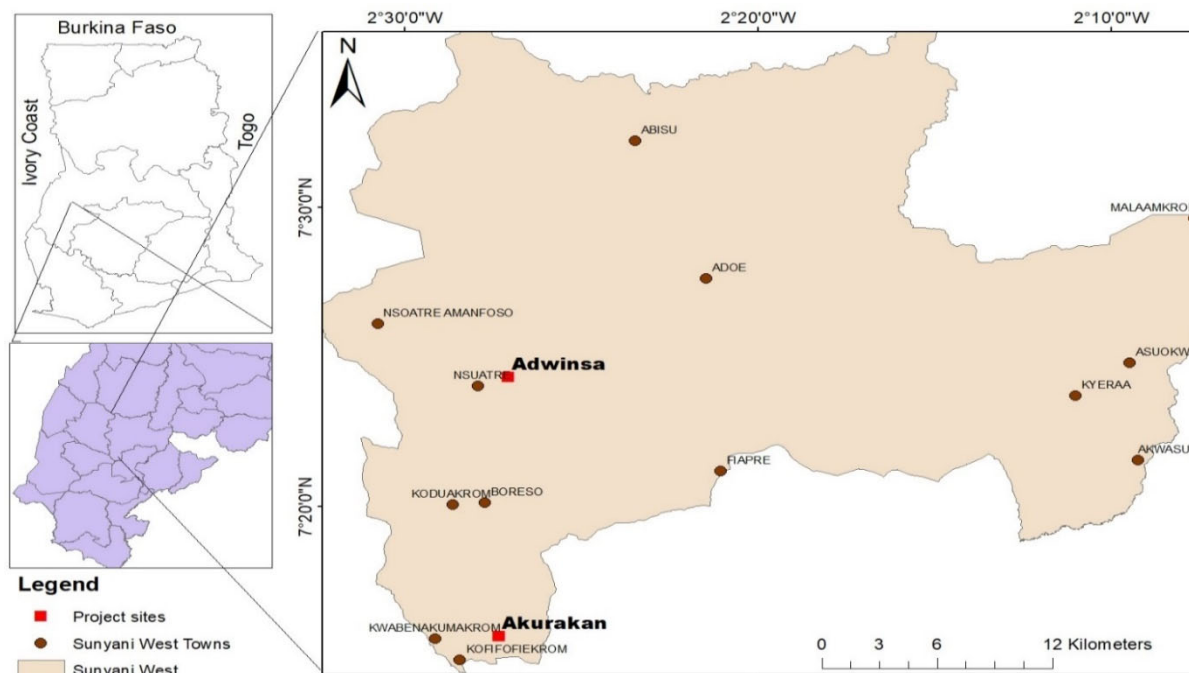 Burkina Faso
Ivory Coast
Togo
Legend
Project sites
Sunyani West Towns
Sunyani West
2°30'0"W
2°20'0"W
2°10'0"W
N
7°30'0"N
7°20'0"N
ABISU
MALAAMKRO
ADOE
NSOATRE AMANFOSO
Adwinsa
NSUATRE
ASUOKW
KYERAA
FIAPRE
AKWASU
KODUAKROM
BORESO
Akurakan
KWABENAKUMAKROM
KOFIFOFIEKROM
0 3 6 12 Kilometers